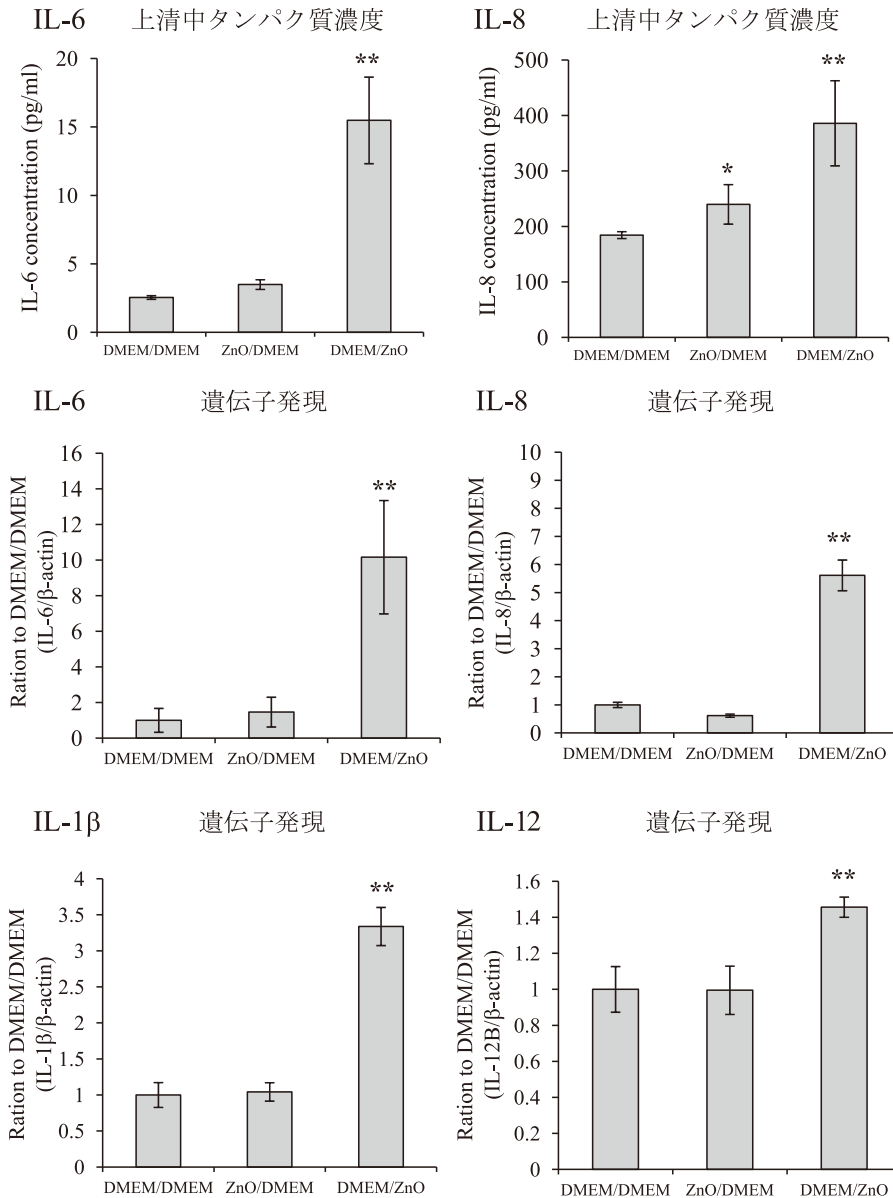 IL-6 上清中タンパク質濃度
IL-6 concentration (pg/ml)
20
15
10
5
0
**
DMEM/DMEM ZnO/DMEM DMEM/ZnO
IL-8 上清中タンパク質濃度
IL-8 concentration (pg/ml)
500
400
300
200
100
0
*
**
DMEM/DMEM ZnO/DMEM DMEM/ZnO
IL-6 遺伝子発現
Ration to DMEM/DMEM
(IL-6/β-actin)
16
14
12
10
8
6
4
2
0
**
DMEM/DMEM ZnO/DMEM DMEM/ZnO
IL-8 遺伝子発現
Ration to DMEM/DMEM
(IL-8/β-actin)
10
9
8
7
6
5
4
3
2
1
0
**
DMEM/DMEM ZnO/DMEM DMEM/ZnO
IL-1β 遺伝子発現
Ration to DMEM/DMEM
(IL-1β/β-actin)
4
3.5
3
2.5
2
1.5
1
0.5
0
**
DMEM/DMEM ZnO/DMEM DMEM/ZnO
IL-12 遺伝子発現
Ration to DMEM/DMEM
(IL-12B/β-actin)
1.6
1.4
1.2
1
0.8
0.6
0.4
0.2
0
**
DMEM/DMEM ZnO/DMEM DMEM/ZnO